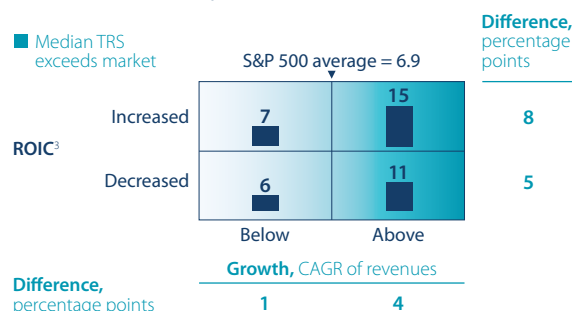 Difference,
percentage
points
Median TRS
exceeds market
S&P 500 average = 6.9
Increased
7
15
8
ROIC³
Decreased
6
11
5
Below
Above
Growth, CAGR of revenues
Difference,
percentage points
1
4